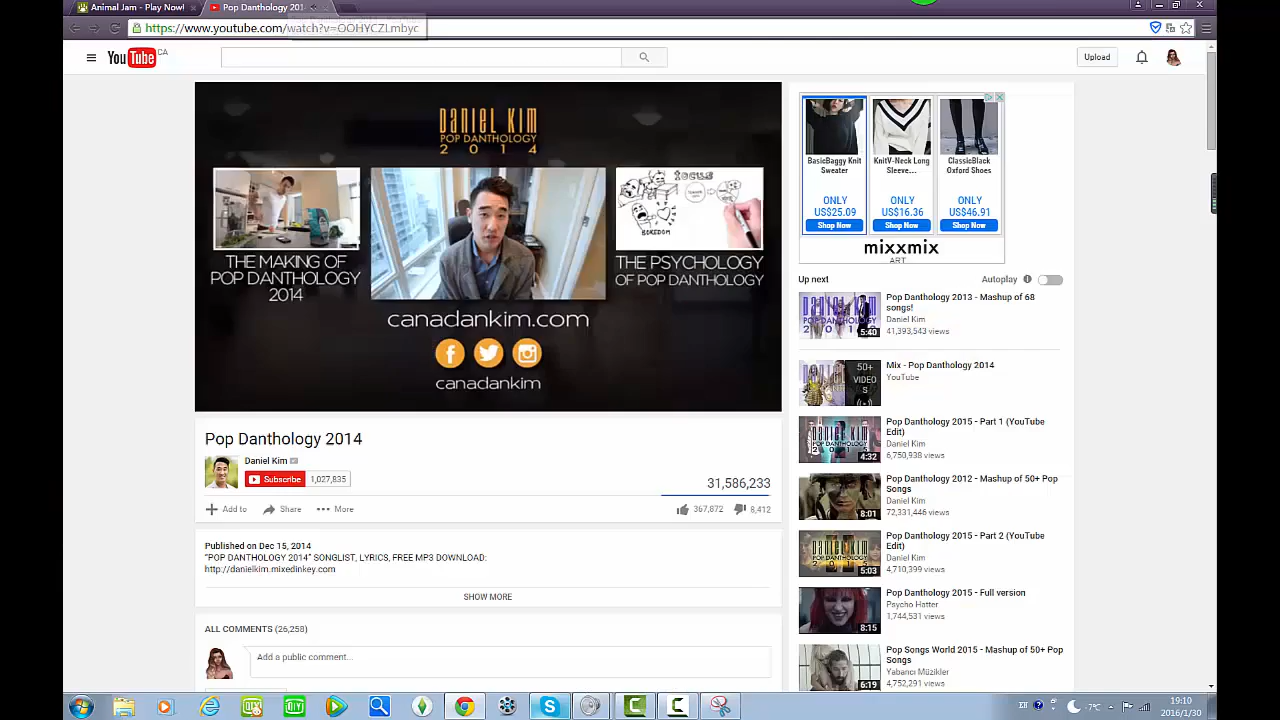 Animal Jam - Play Now!
Pop Danthology 2014
https://www.youtube.com/watch?v=OOHYCZLmbyc
YouTube CA
Upload
DANIEL KIM
POP DANTHOLOGY
2014
FOCUS
BOREDOM
THE MAKING OF
POP DANTHOLOGY
2014
THE PSYCHOLOGY
OF POP DANTHOLOGY
canadankim.com
canadankim
BasicBaggy Knit
Sweater
ONLY
US$25.09
Shop Now
KnitV-Neck Long
Sleeve...
ONLY
US$16.36
Shop Now
ClassicBlack
Oxford Shoes
ONLY
US$46.91
Shop Now
mixxmix
ART
Up next
Autoplay
Pop Danthology 2013 - Mashup of 68
songs!
Daniel Kim
41,393,543 views
5:40
Mix - Pop Danthology 2014
YouTube
50+
VIDEO
S
Pop Danthology 2015 - Part 1 (YouTube
Edit)
Daniel Kim
6,750,938 views
4:32
Pop Danthology 2012 - Mashup of 50+ Pop
Songs
Daniel Kim
72,331,446 views
8:01
Pop Danthology 2015 - Part 2 (YouTube
Edit)
Daniel Kim
4,710,399 views
5:03
Pop Danthology 2015 - Full version
Psycho Hatter
1,744,531 views
8:15
Pop Songs World 2015 - Mashup of 50+ Pop
Songs
Yabancı Müzikler
4,752,291 views
6:19
Pop Danthology 2014
Daniel Kim
Subscribe 1,027,835
31,586,233
Add to Share More
367,872 8,412
Published on Dec 15, 2014
"POP DANTHOLOGY 2014" SONGLIST, LYRICS, FREE MP3 DOWNLOAD:
http://danielkim.mixedinkey.com
SHOW MORE
ALL COMMENTS (26,258)
Add a public comment...
-7°C
19:10
2016/1/30